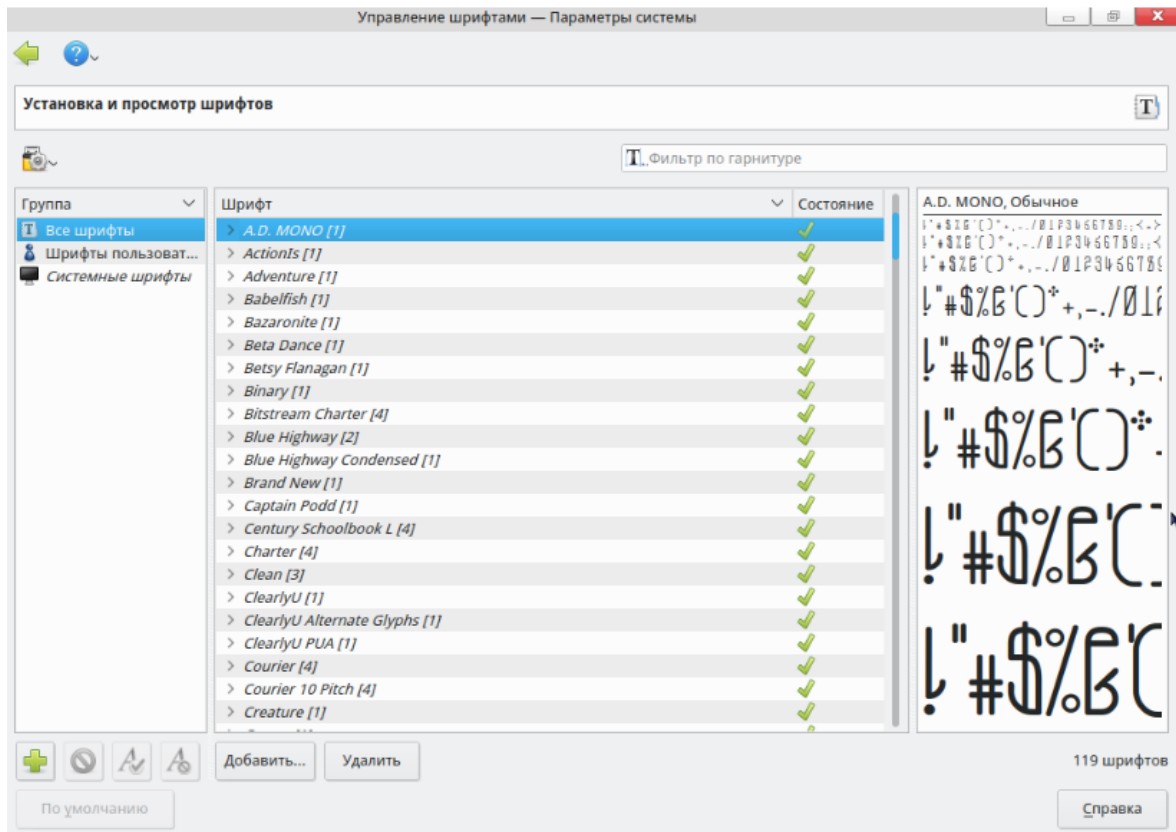 Управление шрифтами — Параметры системы
Установка и просмотр шрифтов
Фильтр по гарнитуре
Группа
Все шрифты
Шрифты пользоват...
Системные шрифты
Шрифт Состояние
A.D. MONO [1]
ActionIs [1]
Adventure [1]
Babelfish [1]
Bazaronite [1]
Beta Dance [1]
Betsy Flanagan [1]
Binary [1]
Bitstream Charter [4]
Blue Highway [2]
Blue Highway Condensed [1]
Brand New [1]
Captain Podd [1]
Century Schoolbook L [4]
Charter [4]
Clean [3]
ClearlyU [1]
ClearlyU Alternate Glyphs [1]
ClearlyU PUA [1]
Courier [4]
Courier 10 Pitch [4]
Creature [1]
A.D. MONO, Обычное
!"#$%&'()*+,-./01
!"#$%&'()*+,-.
!"#$%&'()*
!"#$%&'(
!"#$%&'(
Добавить... Удалить
119 шрифтов
По умолчанию
Справка